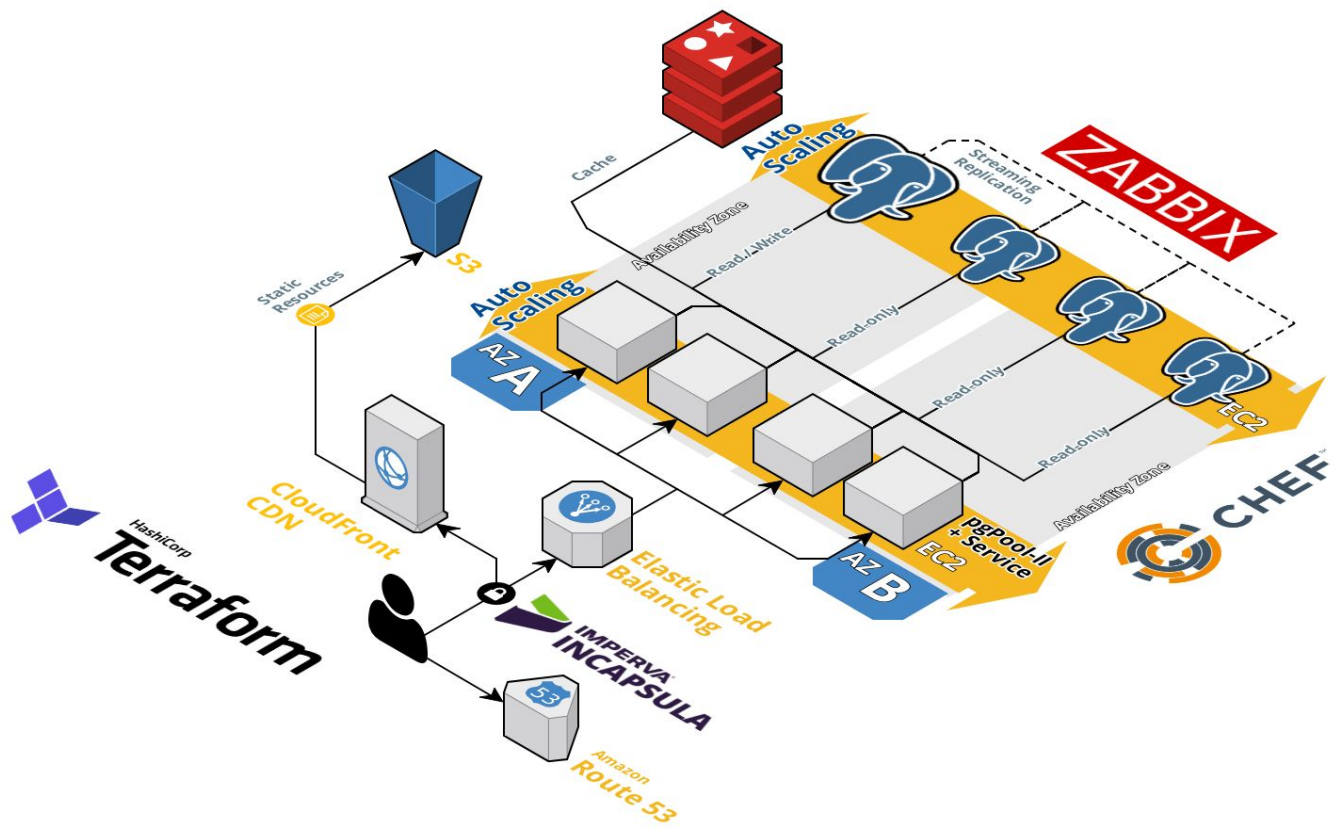 Auto
Scaling
Streaming
Replication
ZABBIX
Cache
Availability Zone
Read / Write
S3
Static
Resources
Auto
Scaling
Read-only
AZ A
Read-only
EC2
Read-only
Availability Zone
CHEF™
CloudFront
CDN
pgPool-II
+ Service
EC2
AZ B
HashiCorp
Terraform
Elastic Load
Balancing
IMPERVA®
INCAPSULA
53
Amazon
Route 53